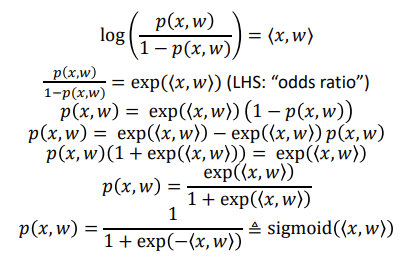 log(p(x,w)/(1 − p(x,w))) = ⟨x,w⟩
p(x,w)/(1−p(x,w)) = exp(⟨x,w⟩) (LHS: “odds ratio”)
p(x,w) = exp(⟨x,w⟩) (1 − p(x,w))
p(x,w) = exp(⟨x,w⟩) − exp(⟨x,w⟩) p(x,w)
p(x,w)(1 + exp(⟨x,w⟩)) = exp(⟨x,w⟩)
p(x,w) = exp(⟨x,w⟩)/(1 + exp(⟨x,w⟩))
p(x,w) = 1/(1 + exp(−⟨x,w⟩)) ≜ sigmoid(⟨x,w⟩)